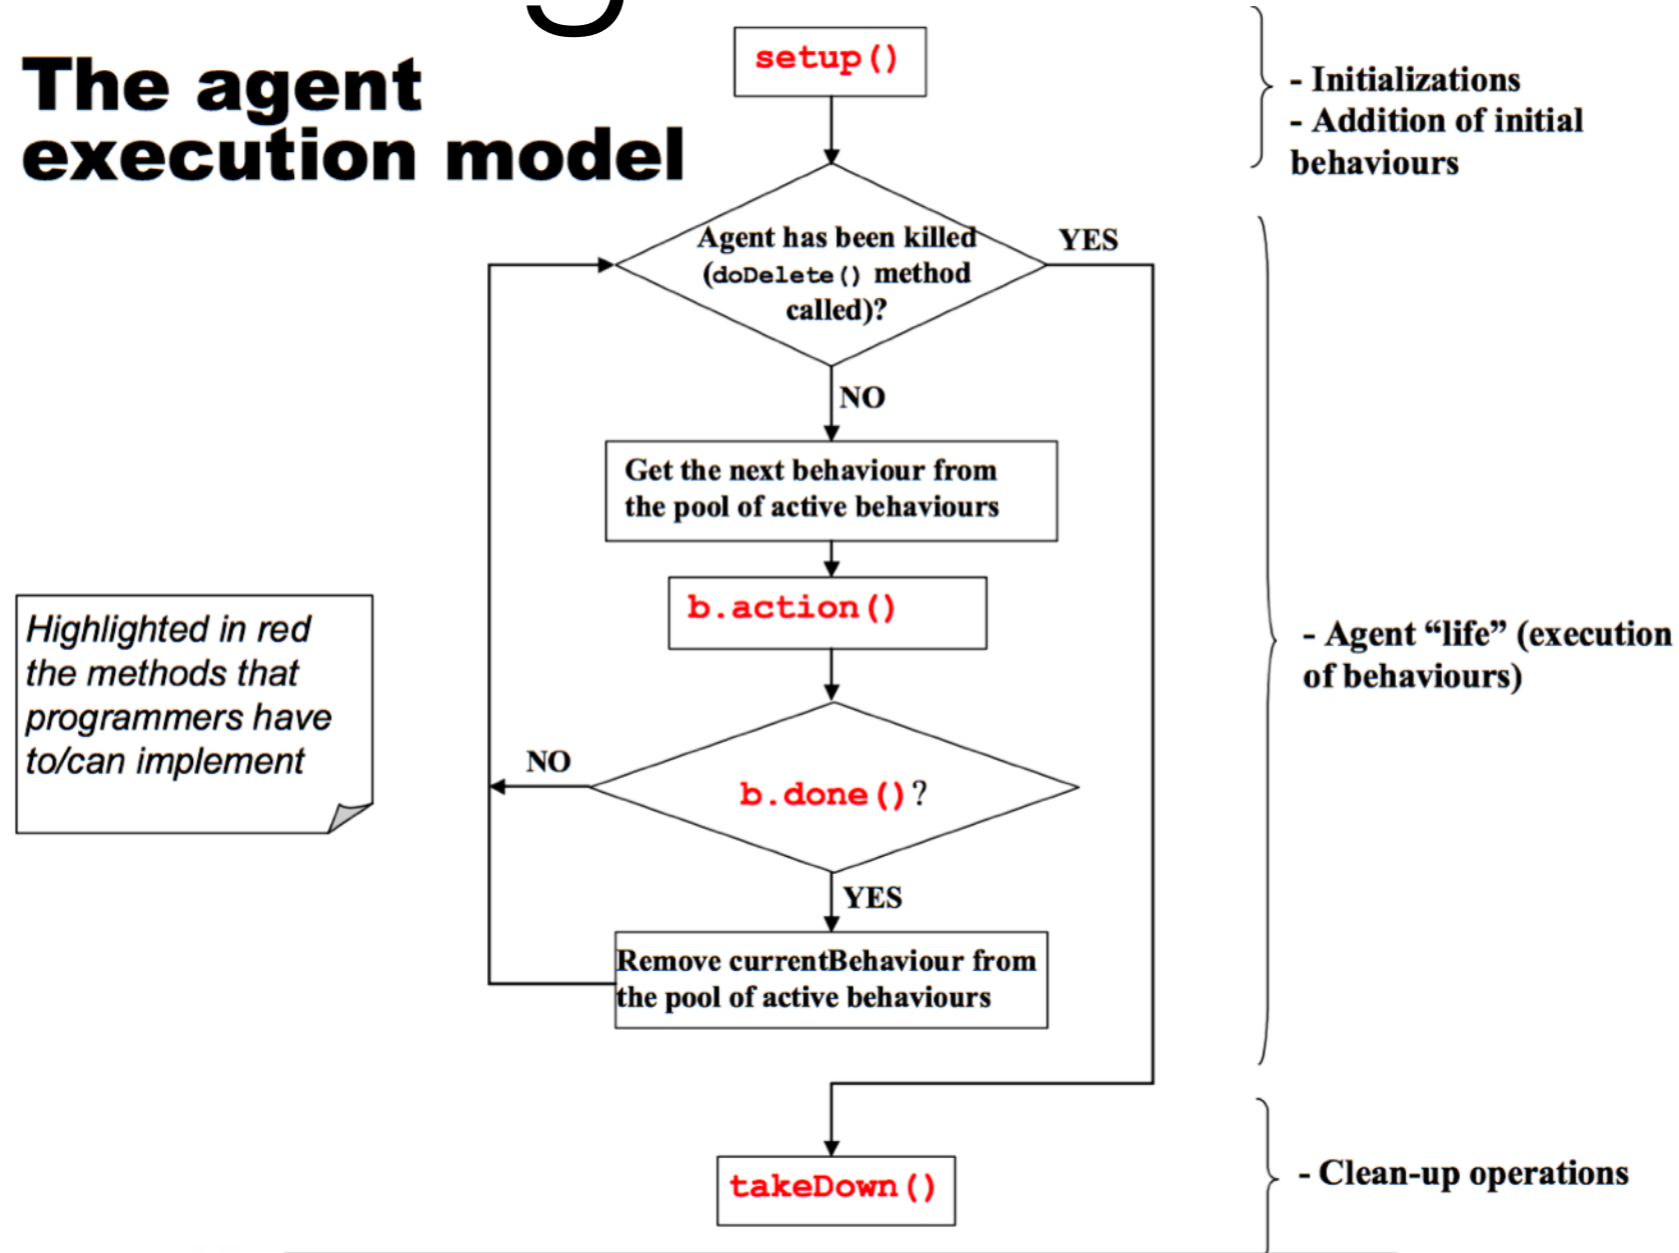 The agent
execution model
setup()
- Initializations
- Addition of initial
behaviours
Agent has been killed
(doDelete() method
called)?
YES
NO
Get the next behaviour from
the pool of active behaviours
b.action()
- Agent “life” (execution
of behaviours)
Highlighted in red
the methods that
programmers have
to/can implement
NO
b.done()?
YES
Remove currentBehaviour from
the pool of active behaviours
takeDown()
- Clean-up operations